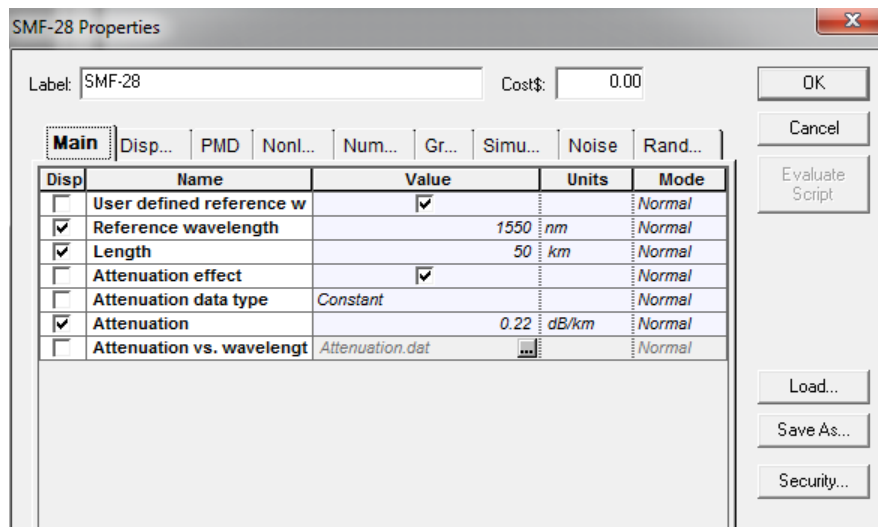 SMF-28 Properties
Label: SMF-28 Cost$: 0.00 OK
Cancel
Main Disp... PMD Nonl... Num... Gr... Simu... Noise Rand...
Evaluate Script
Disp Name Value Units Mode
User defined reference w Normal
Reference wavelength 1550 nm Normal
Length 50 km Normal
Attenuation effect Normal
Attenuation data type Constant Normal
Attenuation 0.22 dB/km Normal
Attenuation vs. wavelengt Attenuation.dat ... Normal
Load...
Save As...
Security...